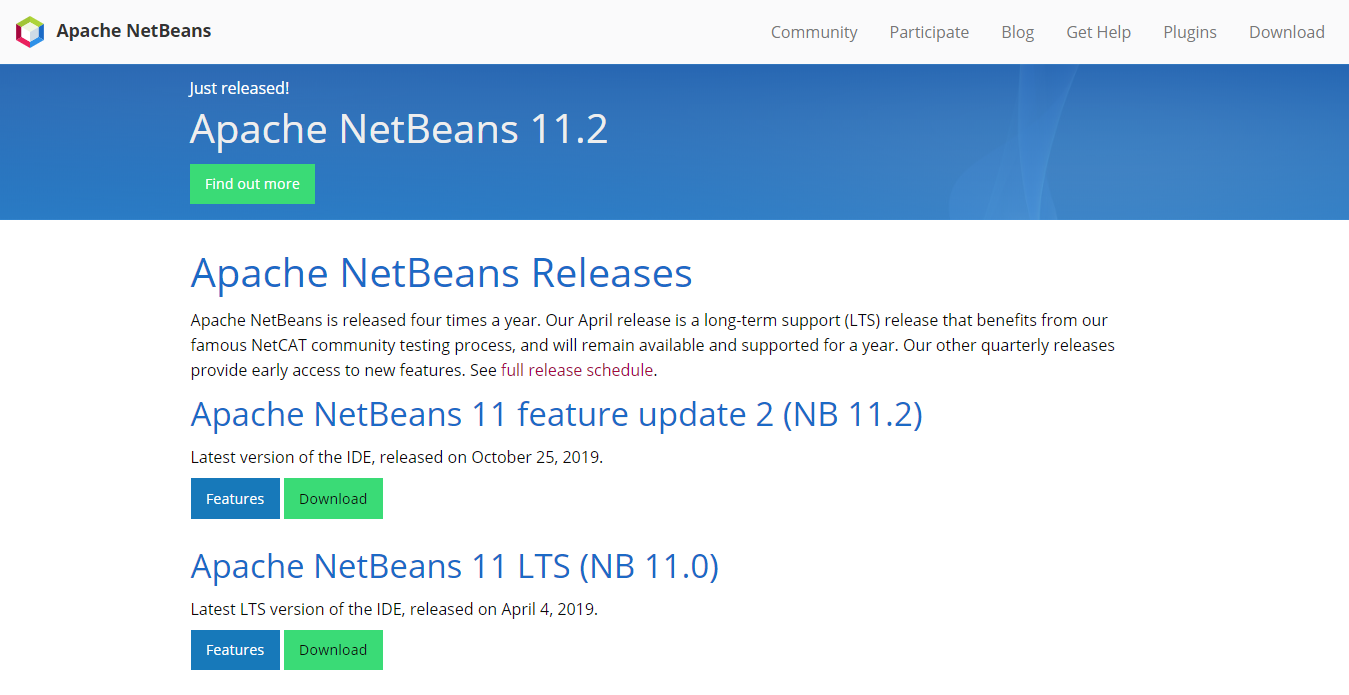 Apache NetBeans
Community
Participate
Blog
Get Help
Plugins
Download
Just released!
Apache NetBeans 11.2
Find out more
Apache NetBeans Releases
Apache NetBeans is released four times a year. Our April release is a long-term support (LTS) release that benefits from our
famous NetCAT community testing process, and will remain available and supported for a year. Our other quarterly releases
provide early access to new features. See full release schedule.
Apache NetBeans 11 feature update 2 (NB 11.2)
Latest version of the IDE, released on October 25, 2019.
Features
Download
Apache NetBeans 11 LTS (NB 11.0)
Latest LTS version of the IDE, released on April 4, 2019.
Features
Download